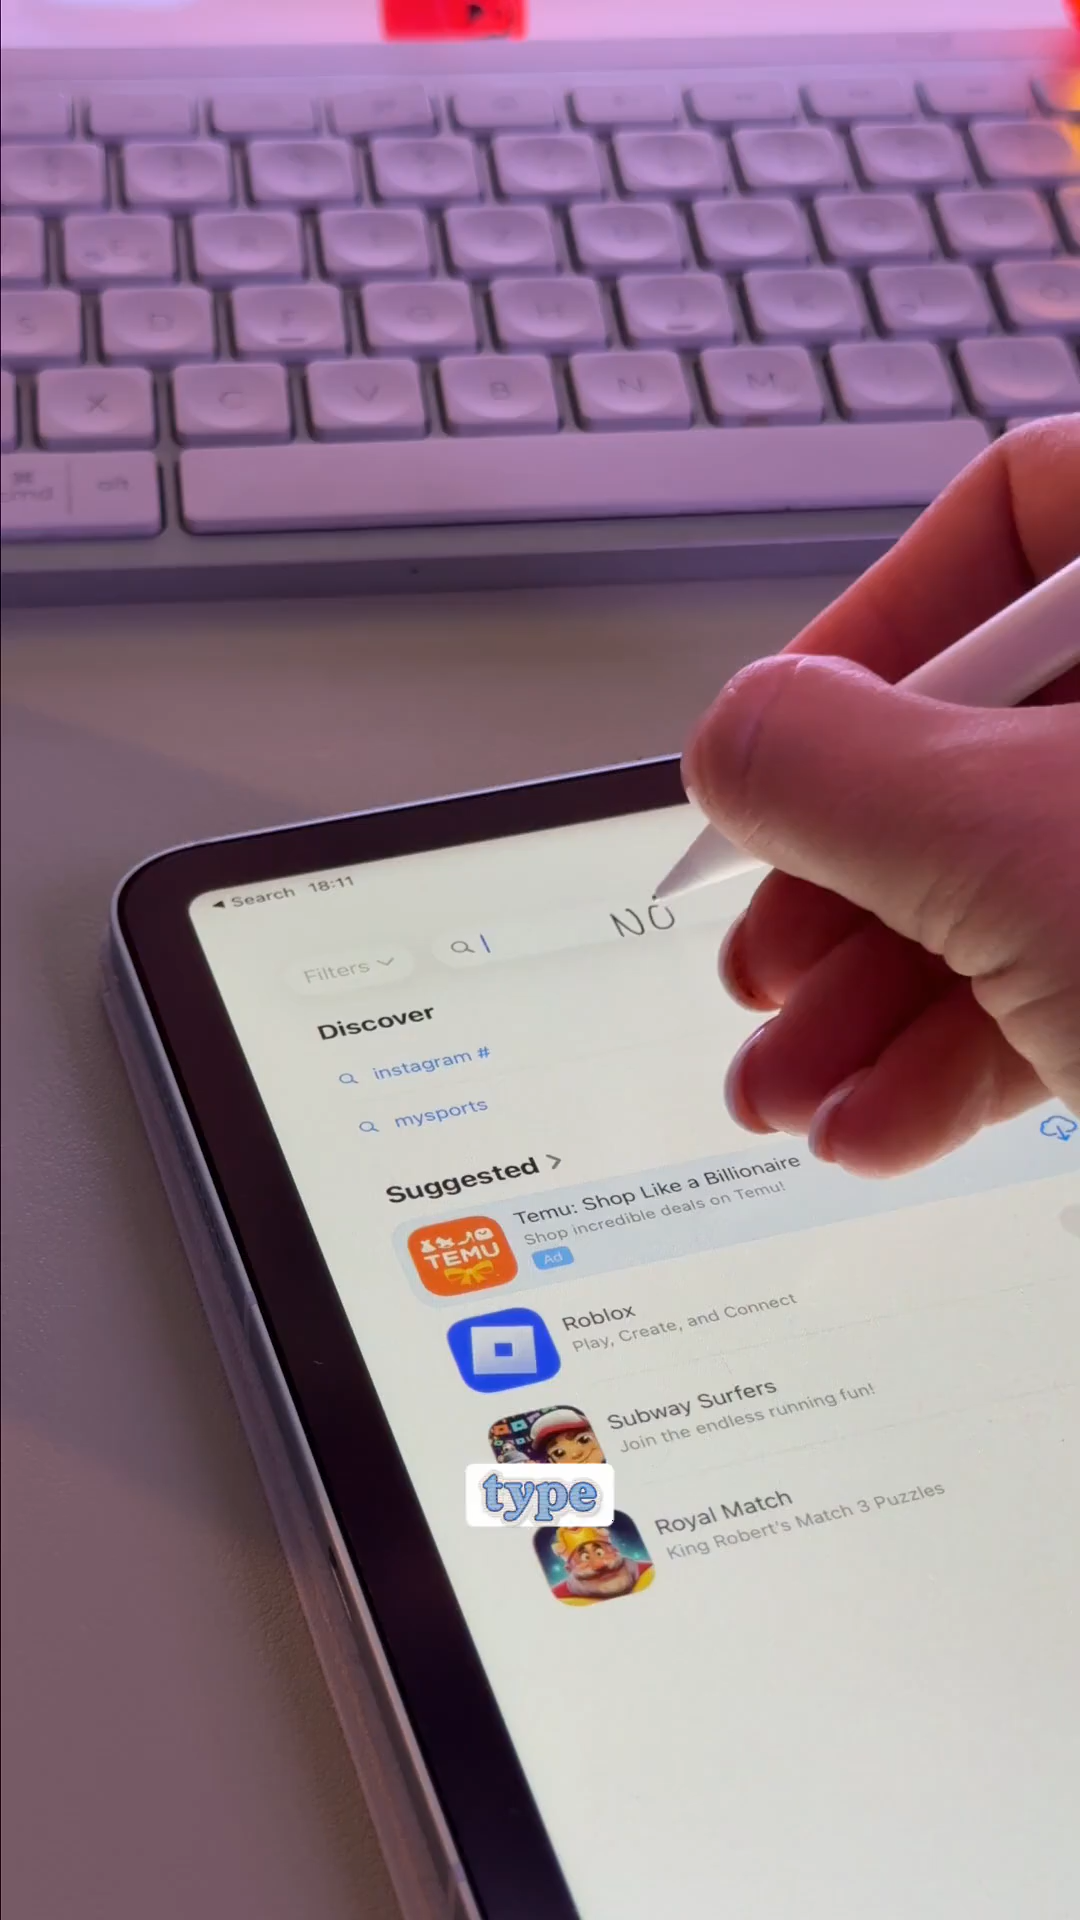 X C V B N M
cmd alt
◀ Search 18:11
Filters
NO
Discover
instagram #
mysports
Suggested >
Temu: Shop Like a Billionaire
Shop incredible deals on Temu!
Ad
TEMU
Roblox
Play, Create, and Connect
Subway Surfers
Join the endless running fun!
type
Royal Match
King Robert's Match 3 Puzzles